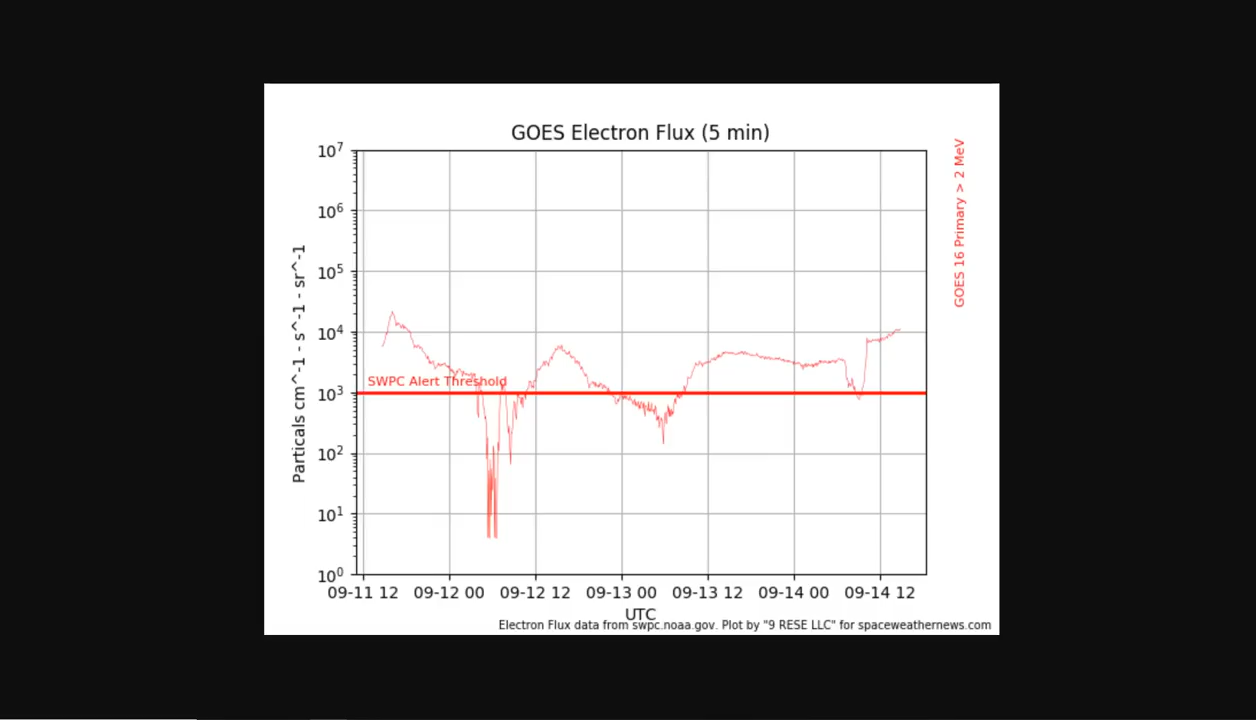 GOES Electron Flux (5 min)
10^7
10^6
10^5
10^4
10^3
10^2
10^1
10^0
Particals cm^-1 - s^-1 - sr^-1
SWPC Alert Threshold
GOES 16 Primary > 2 MeV
09-11 12 09-12 00 09-12 12 09-13 00 09-13 12 09-14 00 09-14 12
UTC
Electron Flux data from swpc.noaa.gov. Plot by "9 RESE LLC" for spaceweathernews.com